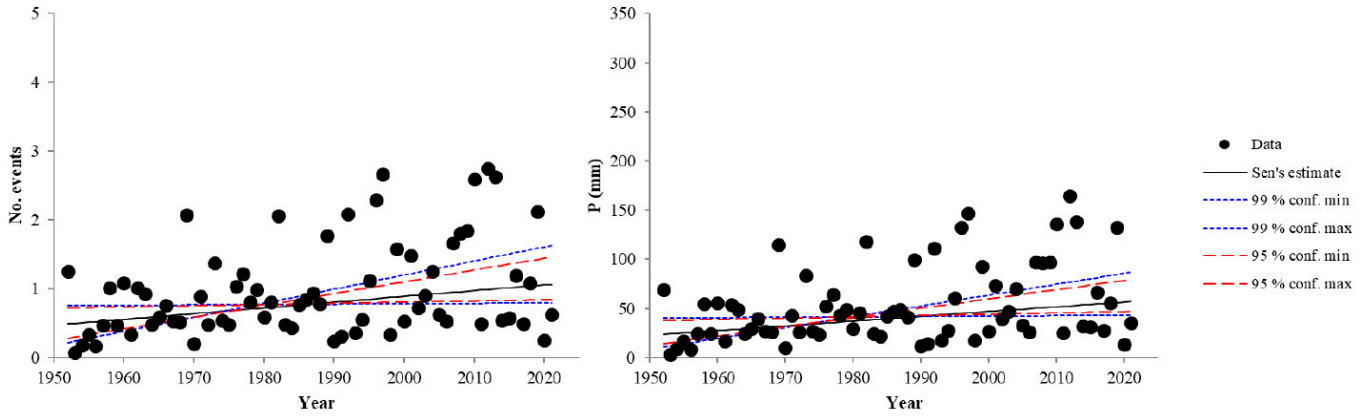 5
4
3
2
1
0
No. events
1950 1960 1970 1980 1990 2000 2010 2020
Year
350
300
250
200
150
100
50
0
P (mm)
1950 1960 1970 1980 1990 2000 2010 2020
Year
Data
Sen's estimate
99 % conf. min
99 % conf. max
95 % conf. min
95 % conf. max